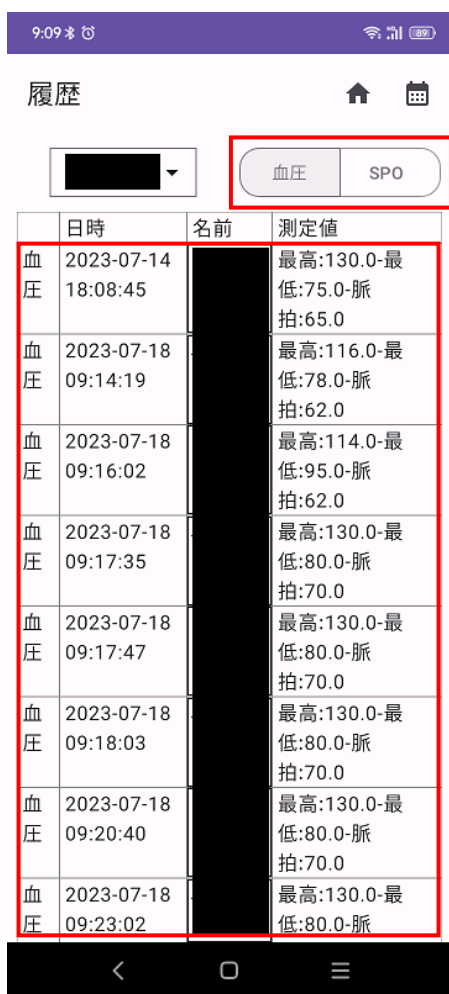 9:09
89
履歴
血圧 SPO
日時 名前 測定値
血圧 2023-07-14 18:08:45 最高:130.0-最低:75.0-脈拍:65.0
血圧 2023-07-18 09:14:19 最高:116.0-最低:78.0-脈拍:62.0
血圧 2023-07-18 09:16:02 最高:114.0-最低:95.0-脈拍:62.0
血圧 2023-07-18 09:17:35 最高:130.0-最低:80.0-脈拍:70.0
血圧 2023-07-18 09:17:47 最高:130.0-最低:80.0-脈拍:70.0
血圧 2023-07-18 09:18:03 最高:130.0-最低:80.0-脈拍:70.0
血圧 2023-07-18 09:20:40 最高:130.0-最低:80.0-脈拍:70.0
血圧 2023-07-18 09:23:02 最高:130.0-最低:80.0-脈